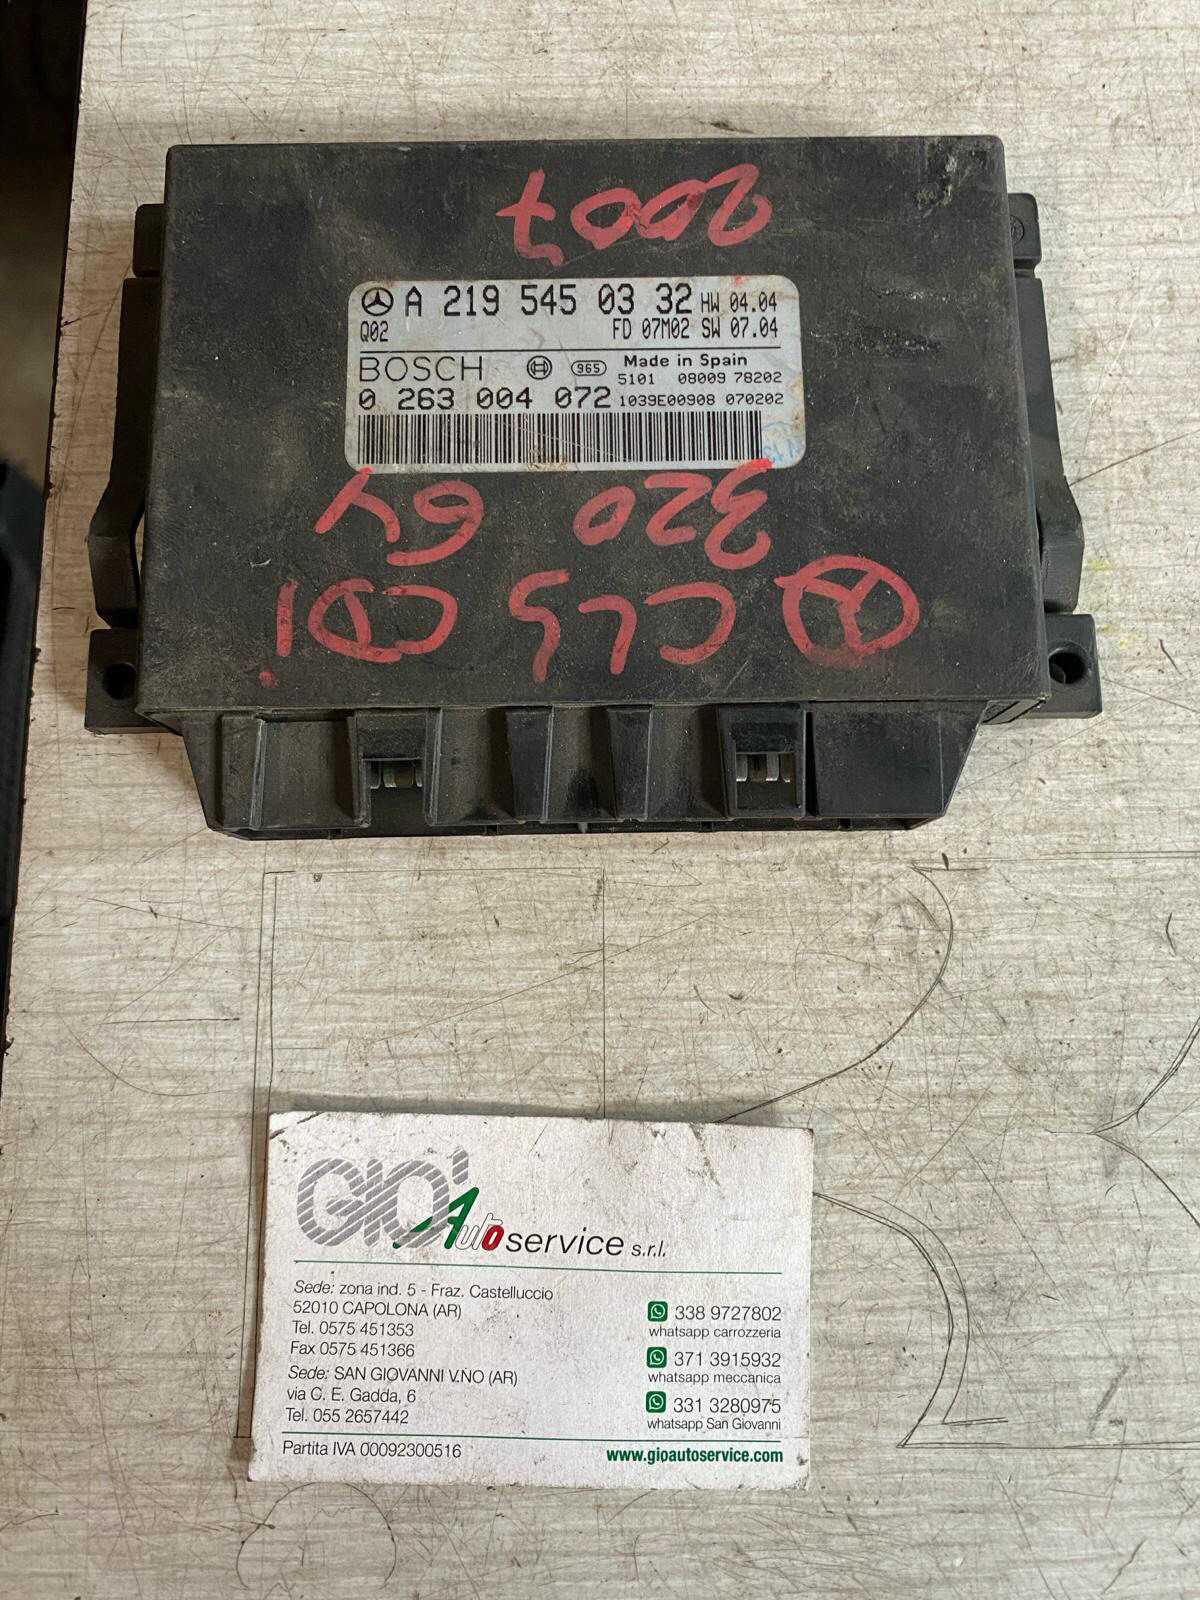 2007
A 219 545 03 32 HW 04.04
Q02 FD 07M02 SW 07.04
BOSCH 965 Made in Spain
5101 08009 78202
0 263 004 072 1039E00908 070202
320 6Y
CLS CDI
GIO' Autoservice s.r.l.
Sede: zona ind. 5 - Fraz. Castelluccio
52010 CAPOLONA (AR)
Tel. 0575 451353
Fax 0575 451366
Sede: SAN GIOVANNI V.NO (AR)
via C. E. Gadda, 6
Tel. 055 2657442
338 9727802
whatsapp carrozzeria
371 3915932
whatsapp meccanica
331 3280975
whatsapp San Giovanni
Partita IVA 00092300516
www.gioautoservice.com